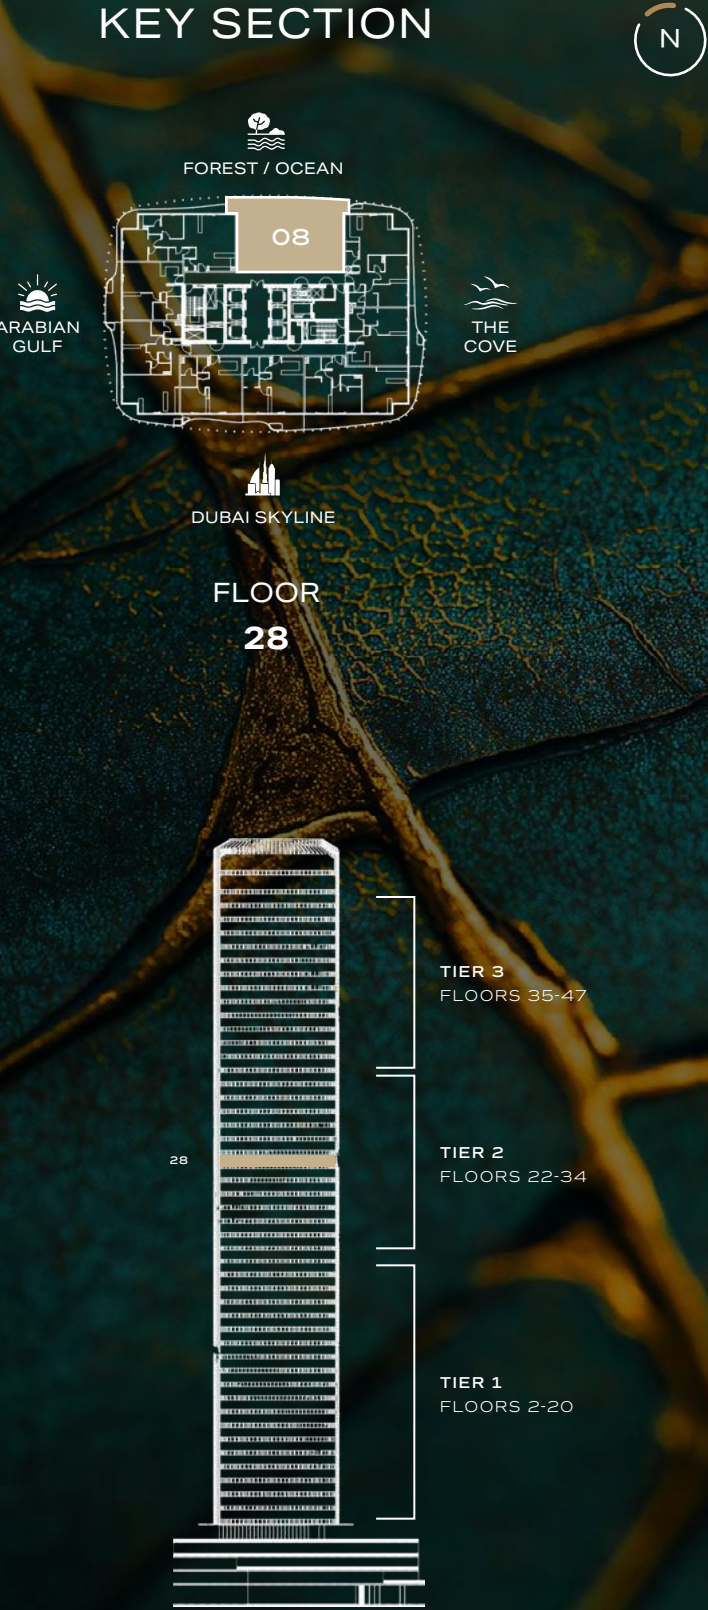 KEY SECTION
N
FOREST / OCEAN
08
ARABIAN
GULF
THE
COVE
DUBAI SKYLINE
FLOOR
28
TIER 3
FLOORS 35-47
28
TIER 2
FLOORS 22-34
TIER 1
FLOORS 2-20